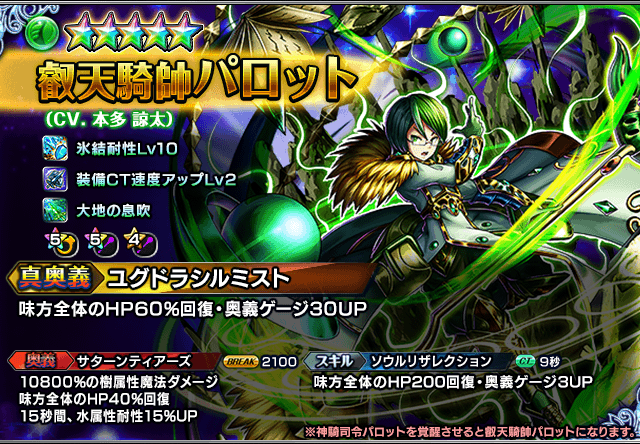 叡天騎帥パロット
(CV. 本多 諒太)
氷結耐性Lv10
装備CT速度アップLv2
大地の息吹
5 5 4
真奥義 ユグドラシルミスト
味方全体のHP60%回復・奥義ゲージ30UP
奥義 サターンティアーズ BREAK 2100
10800%の樹属性魔法ダメージ
味方全体のHP40%回復
15秒間、水属性耐性15%UP
スキル ソウルリザレクション CT 9秒
味方全体のHP200回復・奥義ゲージ3UP
※神騎司令パロットを覚醒させると叡天騎帥パロットになります。